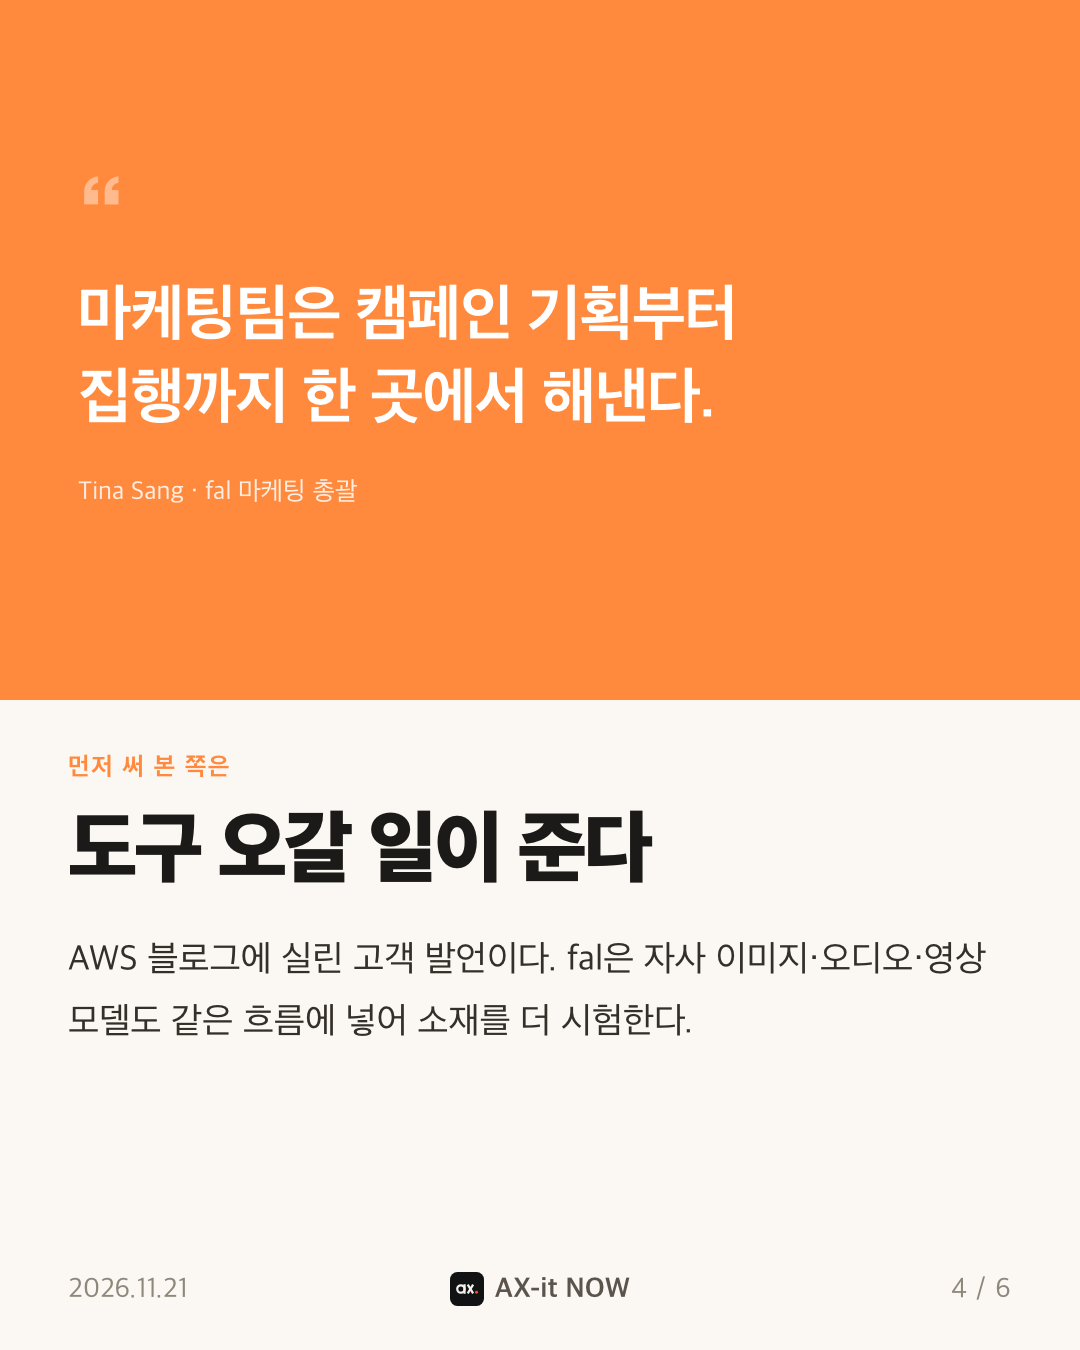 “
마케팅팀은 캠페인 기획부터
집행까지 한 곳에서 해낸다.
Tina Sang · fal 마케팅 총괄
먼저 써 본 쪽은
도구 오갈 일이 준다
AWS 블로그에 실린 고객 발언이다. fal은 자사 이미지·오디오·영상
모델도 같은 흐름에 넣어 소재를 더 시험한다.
2026.11.21
ax. AX-it NOW
4 / 6